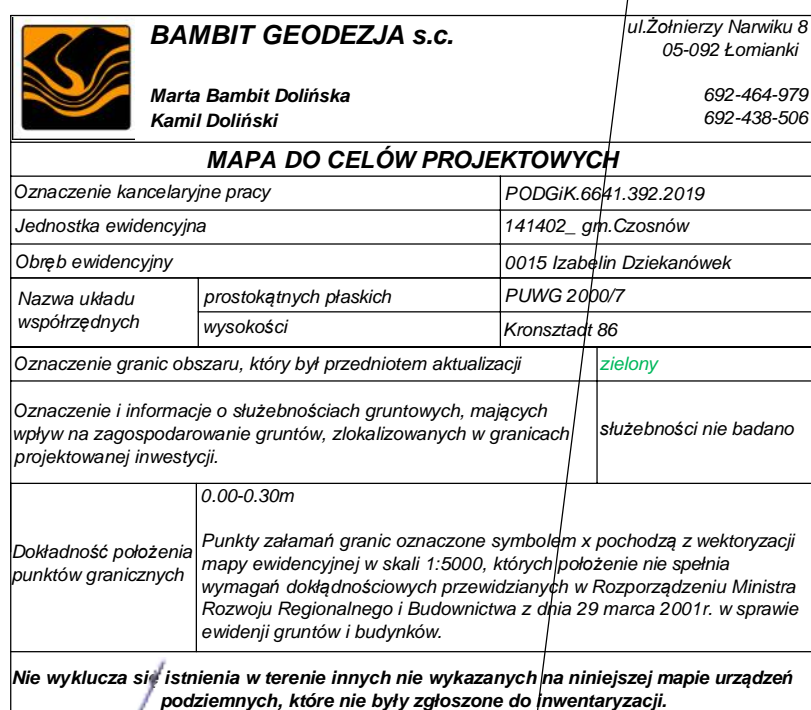 BAMBIT GEODEZJA s.c.
ul.Żołnierzy Narwiku 8
05-092 Łomianki
Marta Bambit Dolińska
Kamil Doliński
692-464-979
692-438-506
MAPA DO CELÓW PROJEKTOWYCH
Oznaczenie kancelaryjne pracy
PODGiK.6641.392.2019
Jednostka ewidencyjna
141402_ gm.Czosnów
Obręb ewidencyjny
0015 Izabelin Dziekanówek
Nazwa układu
współrzędnych
prostokątnych płaskich
PUWG 2000/7
wysokości
Kronsztadt 86
Oznaczenie granic obszaru, który był przedniotem aktualizacji
zielony
Oznaczenie i informacje o służebnościach gruntowych, mających
wpływ na zagospodarowanie gruntów, zlokalizowanych w granicach
projektowanej inwestycji.
służebności nie badano
Dokładność położenia
punktów granicznych
0.00-0.30m
Punkty załamań granic oznaczone symbolem x pochodzą z wektoryzacji
mapy ewidencyjnej w skali 1:5000, których położenie nie spełnia
wymagań dokłądnościowych przewidzianych w Rozporządzeniu Ministra
Rozwoju Regionalnego i Budownictwa z dnia 29 marca 2001r. w sprawie
ewidenji gruntów i budynków.
Nie wyklucza się istnienia w terenie innych nie wykazanych na niniejszej mapie urządzeń
podziemnych, które nie były zgłoszone do inwentaryzacji.